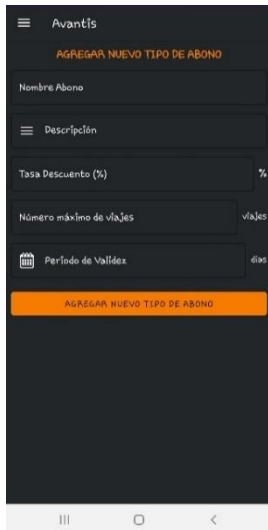 Avantis
AGREGAR NUEVO TIPO DE ABONO
Nombre Abono
Descripción
Tasa Descuento (%) %
Número máximo de viajes viajes
Periodo de Validez dias
AGREGAR NUEVO TIPO DE ABONO